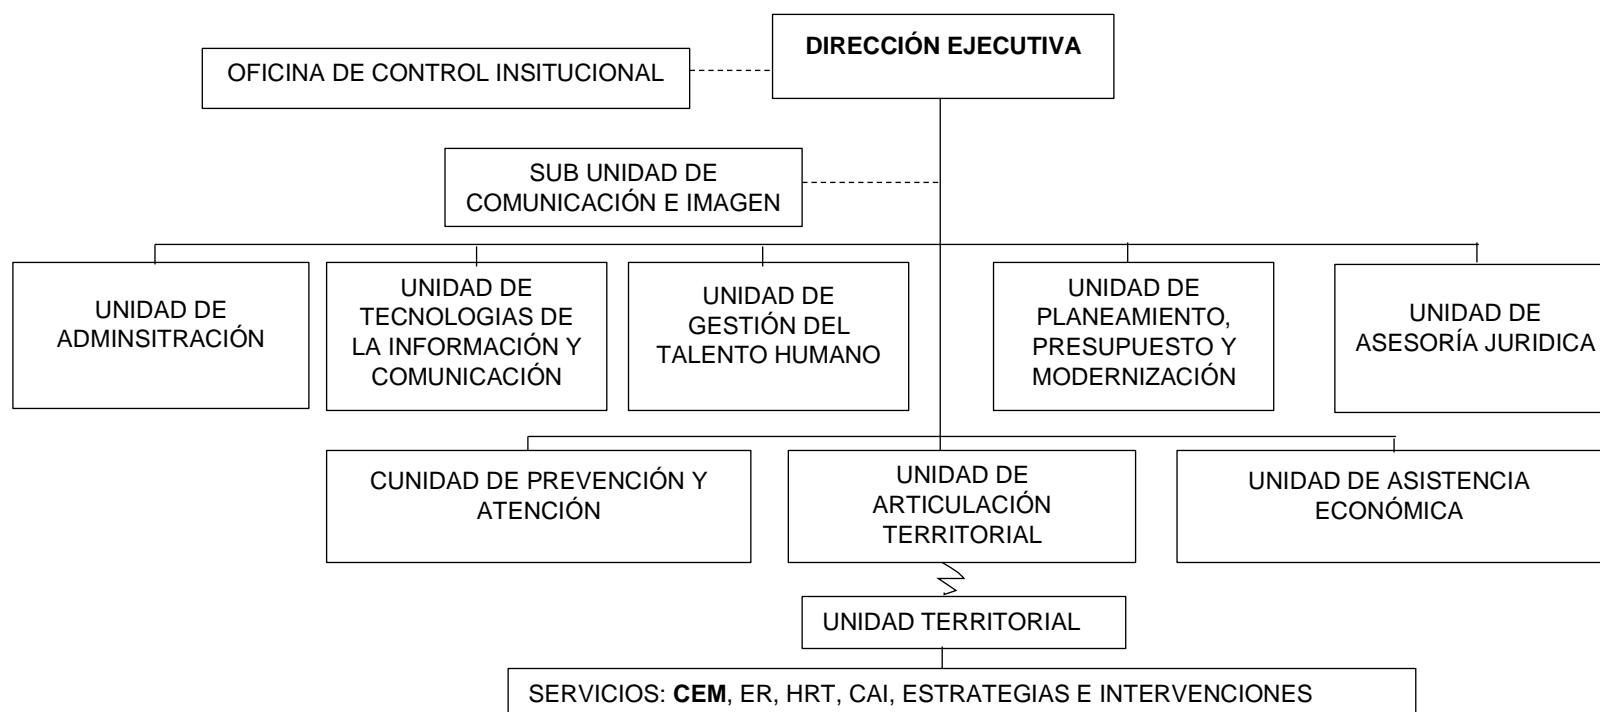 DIRECCIÓN EJECUTIVA
OFICINA DE CONTROL INSITUCIONAL
SUB UNIDAD DE
COMUNICACIÓN E IMAGEN
UNIDAD DE
ADMINSITRACIÓN
UNIDAD DE
TECNOLOGIAS DE
LA INFORMACIÓN Y
COMUNICACIÓN
UNIDAD DE
GESTIÓN DEL
TALENTO HUMANO
UNIDAD DE
PLANEAMIENTO,
PRESUPUESTO Y
MODERNIZACIÓN
UNIDAD DE
ASESORÍA JURIDICA
CUNIDAD DE PREVENCIÓN Y
ATENCIÓN
UNIDAD DE
ARTICULACIÓN
TERRITORIAL
UNIDAD DE ASISTENCIA
ECONÓMICA
UNIDAD TERRITORIAL
SERVICIOS: CEM, ER, HRT, CAI, ESTRATEGIAS E INTERVENCIONES